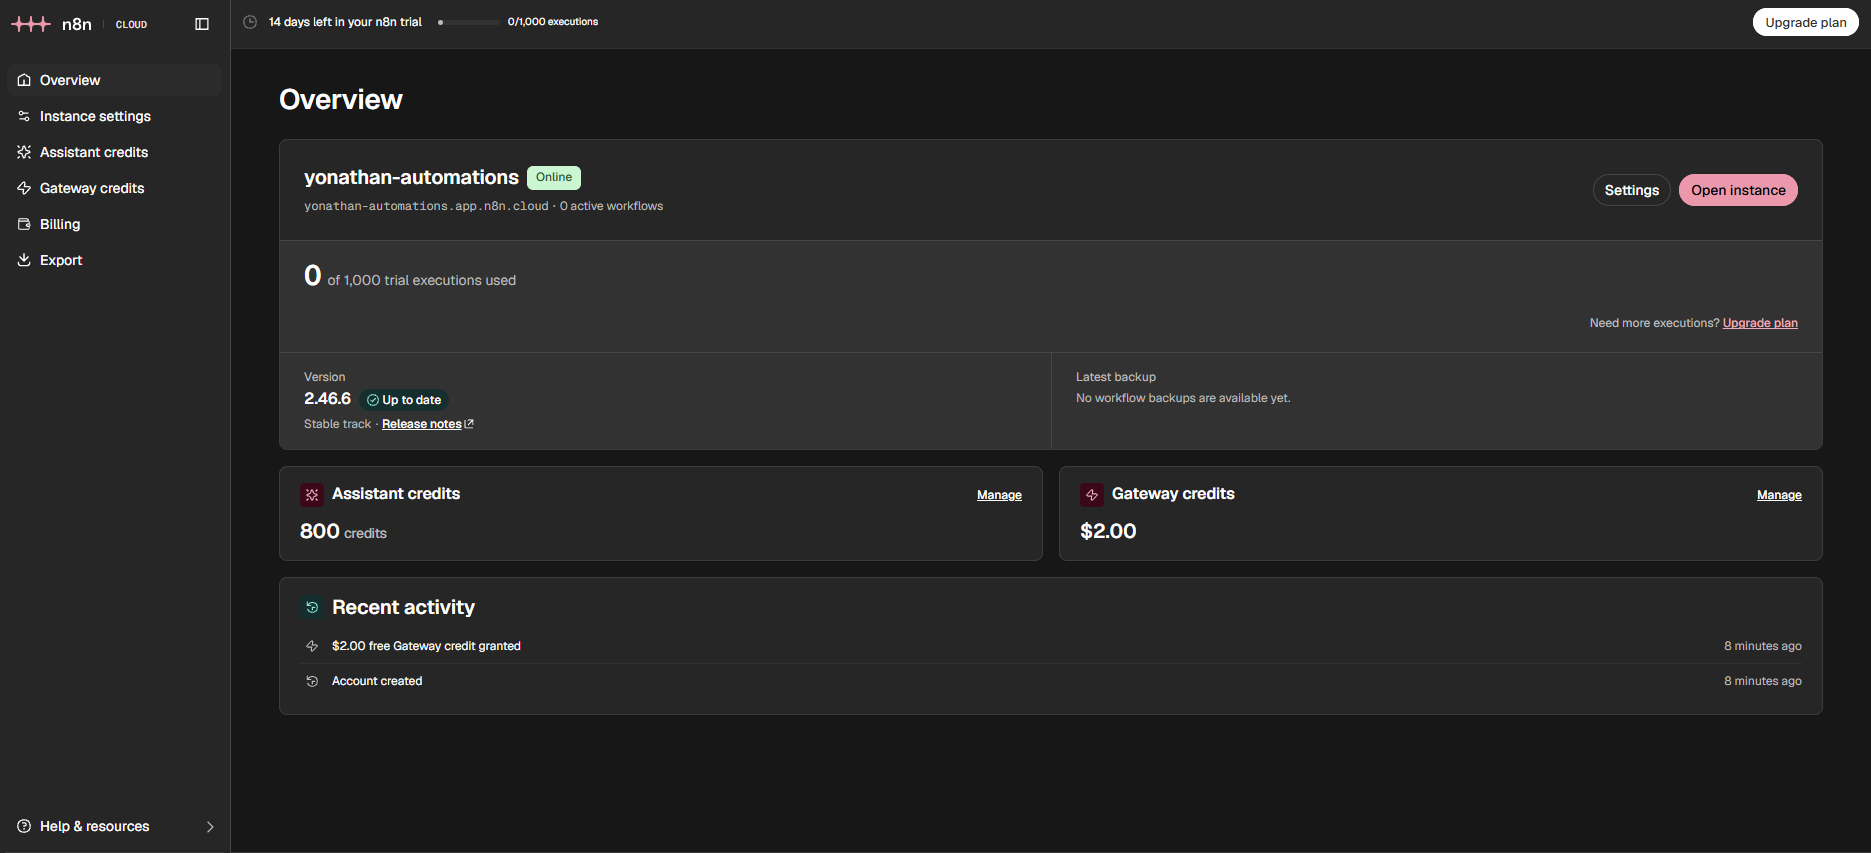 n8n CLOUD
14 days left in your n8n trial 0/1,000 executions
Upgrade plan
Overview
Instance settings
Assistant credits
Gateway credits
Billing
Export
Help & resources
Overview
yonathan-automations Online
yonathan-automations.app.n8n.cloud · 0 active workflows
Settings
Open instance
0 of 1,000 trial executions used
Need more executions? Upgrade plan
Version
2.46.6 Up to date
Stable track · Release notes
Latest backup
No workflow backups are available yet.
Assistant credits
Manage
800 credits
Gateway credits
Manage
$2.00
Recent activity
$2.00 free Gateway credit granted 8 minutes ago
Account created 8 minutes ago